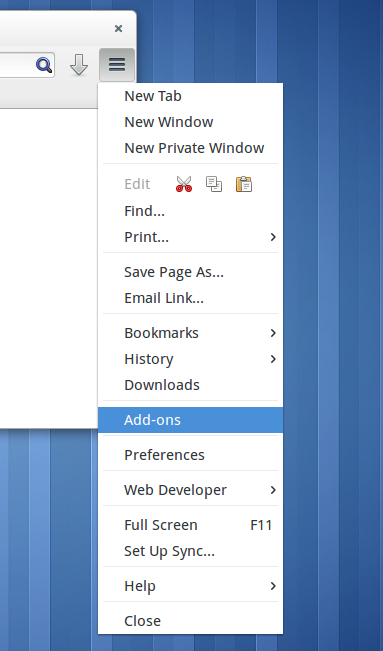 New Tab
New Window
New Private Window
Edit
Find...
Print...
Save Page As...
Email Link...
Bookmarks
History
Downloads
Add-ons
Preferences
Web Developer
Full Screen F11
Set Up Sync...
Help
Close